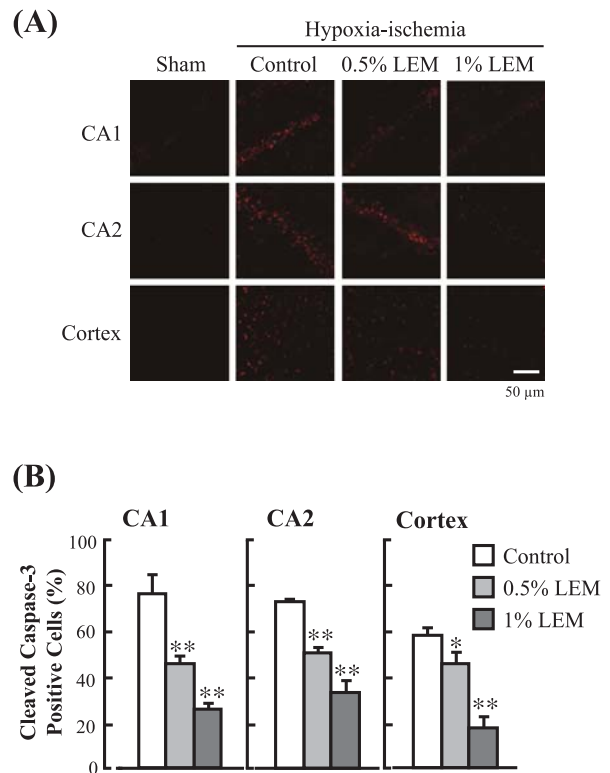 (A)
Hypoxia-ischemia
Sham Control 0.5% LEM 1% LEM
CA1
CA2
Cortex
50 µm
(B)
CA1 CA2 Cortex
Cleaved Caspase-3
Positive Cells (%)
100
80
60
40
20
0
** **
** **
* **
Control
0.5% LEM
1% LEM